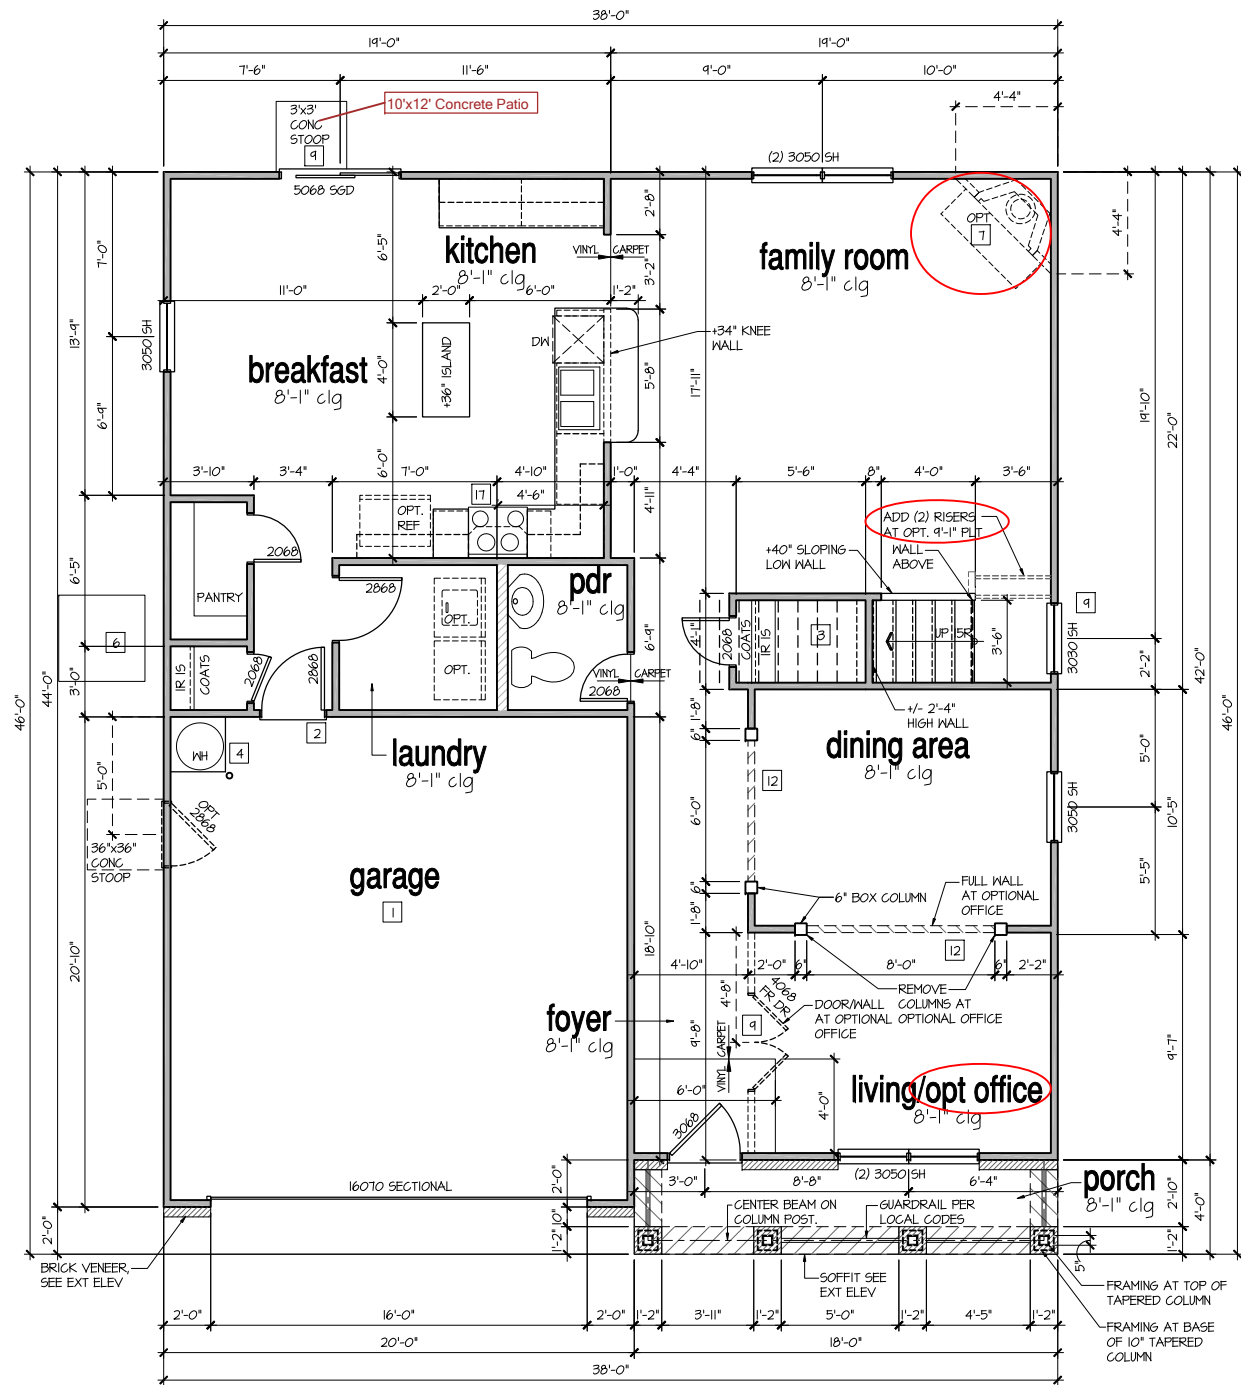 38'-0"
19'-0" 19'-0"
7'-6" 11'-6" 9'-0" 10'-0"
4'-4"
10'x12' Concrete Patio
3'x3'
CONC
STOOP
9
5068 SGD
(2) 3050 SH
OPT
7
4'-4"
2'-8"
kitchen
8'-1" clg
VINYL CARPET
family room
8'-1" clg
6'-5"
7'-0"
3'-2"
11'-0" 2'-0" 6'-0" 1'-2"
13'-9"
3050 SH
DW
+36" ISLAND
+34" KNEE
WALL
breakfast
8'-1" clg
4'-0"
5'-8"
17'-11"
6'-9"
19'-10"
22'-0"
6'-0"
3'-10" 3'-4" 7'-0" 4'-10" 1'-0" 4'-4" 5'-6" 8" 4'-0" 3'-6"
17
4'-6"
OPT.
REF
4'-11"
ADD (2) RISERS
AT OPT. 9'-1" PLT
+40" SLOPING
LOW WALL
WALL
ABOVE
2068
6'-5"
PANTRY
2868
pdr
8'-1" clg
OPT.
OPT.
6
4'-1"
2068
COATS
1R 1S
3
UP 5R
3'-6"
9
3030 SH
2'-2"
42'-0"
46'-0"
6'-9"
VINYL CARPET
2068
1R 1S
COATS
2068
2868
3'-0"
44'-0"
46'-0"
+/- 2'-4"
HIGH WALL
1'-8"
6"
2
WH
4
laundry
8'-1" clg
dining area
8'-1" clg
12
5'-0"
5'-0"
3050 SH
10'-5"
OPT
2868
6'-0"
36"x36"
CONC
STOOP
garage
1
6"
1'-8"
6" BOX COLUMN
FULL WALL
AT OPTIONAL
OFFICE
5'-5"
12
20'-10"
18'-10"
4'-10" 2'-0" 6" 8'-0" 6" 2'-2"
4'-8"
4068
FR DR
REMOVE
COLUMNS AT
OPTIONAL OFFICE
DOOR/WALL
AT OPTIONAL
OFFICE
foyer
8'-1" clg
9
CARPET
VINYL
9'-8"
9'-7"
6'-0"
4'-0"
living/opt office
8'-1" clg
3068
(2) 3050 SH
16070 SECTIONAL
2'-0"
3'-0" 8'-8" 6'-4"
porch
8'-1" clg
2'-10"
4'-0"
CENTER BEAM ON
COLUMN POST.
GUARDRAIL PER
LOCAL CODES
2'-0"
10"
1'-2"
1'-2"
5"
BRICK VENEER,
SEE EXT ELEV
SOFFIT SEE
EXT ELEV
FRAMING AT TOP OF
TAPERED COLUMN
2'-0" 16'-0" 2'-0" 1'-2" 3'-11" 1'-2" 5'-0" 1'-2" 4'-5" 1'-2"
FRAMING AT BASE
OF 10" TAPERED
COLUMN
20'-0" 18'-0"
38'-0"